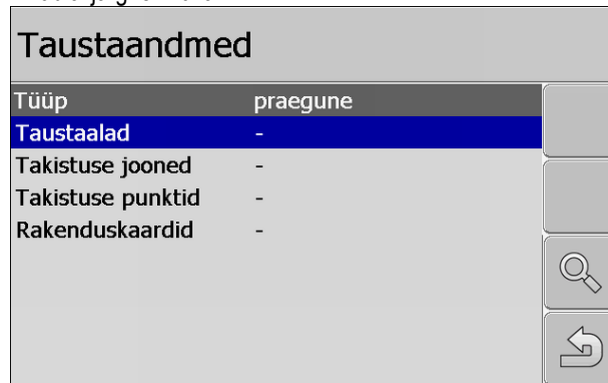 Taustaandmed
Tüüp praegune
Taustaalad -
Takistuse jooned -
Takistuse punktid -
Rakenduskaardid -